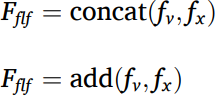 F_flf = concat(f_v, f_x)
F_flf = add(f_v, f_x)